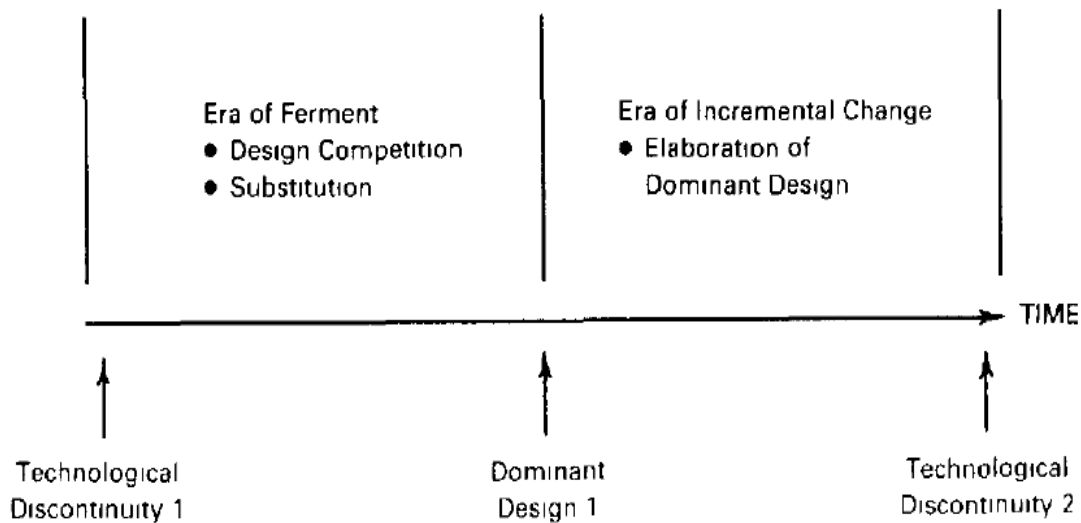 Era of Ferment
● Design Competition
● Substitution
Era of Incremental Change
● Elaboration of
Dominant Design
TIME
Technological
Discontinuity 1
Dominant
Design 1
Technological
Discontinuity 2